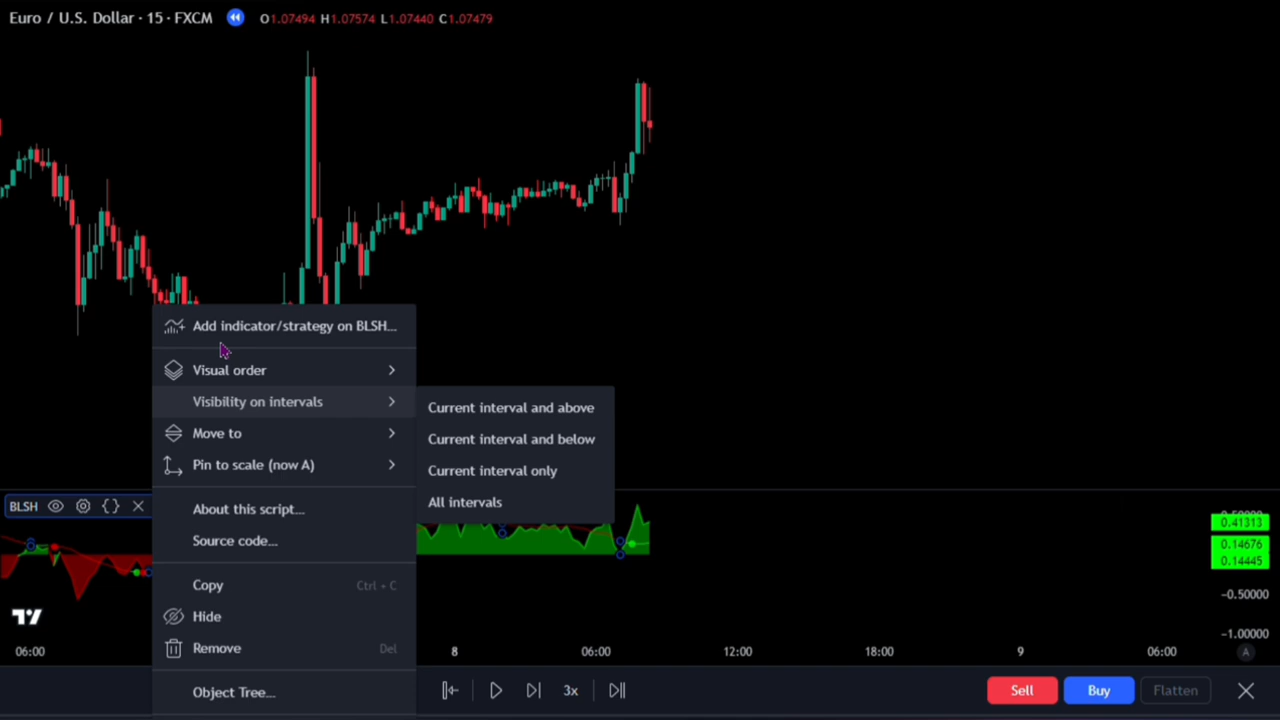 Euro / U.S. Dollar · 15 · FXCM O1.07494 H1.07574 L1.07440 C1.07479
Add indicator/strategy on BLSH...
Visual order
Visibility on intervals
Move to
Pin to scale (now A)
About this script...
Source code...
Copy Ctrl + C
Hide
Remove Del
Object Tree...
Current interval and above
Current interval and below
Current interval only
All intervals
BLSH
0.50000
0.41313
0.14676
0.14445
−0.50000
−1.00000
06:00 8 06:00 12:00 18:00 9 06:00 A
3x Sell Buy Flatten